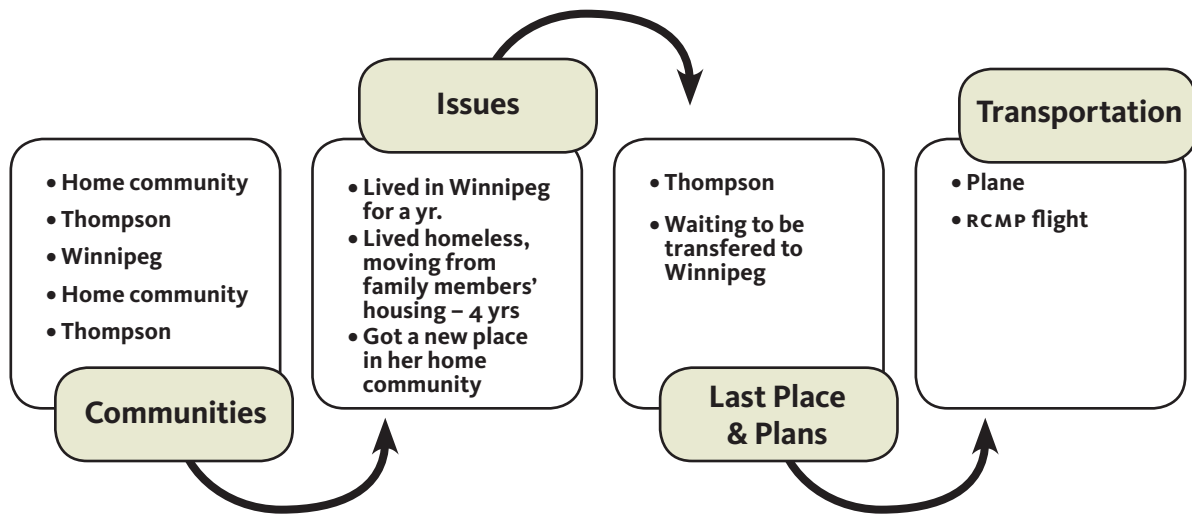 • Home community
• Thompson
• Winnipeg
• Home community
• Thompson
Communities
Issues
• Lived in Winnipeg
for a yr.
• Lived homeless,
moving from
family members’
housing – 4 yrs
• Got a new place
in her home
community
• Thompson
• Waiting to be
transfered to
Winnipeg
Last Place
& Plans
Transportation
• Plane
• RCMP flight